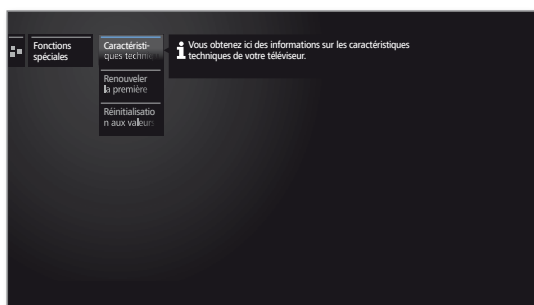 Fonctions
spéciales
Caractéristi-
ques techni
Vous obtenez ici des informations sur les caractéristiques
techniques de votre téléviseur.
Renouveler
la première
Réinitialisatio
n aux valeurs